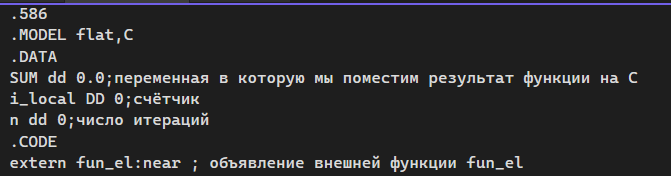 .586
.MODEL flat,C
.DATA
SUM dd 0.0;переменная в которую мы поместим результат функции на C
i_local DD 0;счётчик
n dd 0;число итераций
.CODE
extern fun_el:near ; объявление внешней функции fun_el